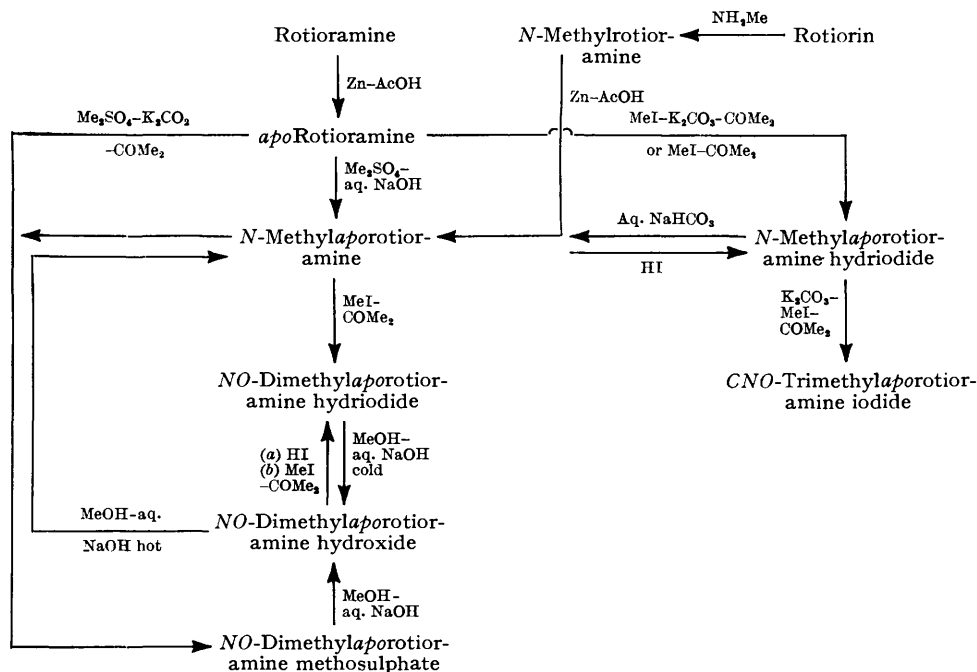 Rotioramine
N-Methylrotior-
amine
NH₂Me
Rotiorin
Zn-AcOH
Zn-AcOH
Me₂SO₄-K₂CO₂
-COMe₂
apoRotioramine
MeI-K₂CO₃-COMe₂
or MeI-COMe₂
Me₂SO₄-
aq. NaOH
N-Methylaporotior-
amine
Aq. NaHCO₃
HI
N-Methylaporotior-
amine hydriodide
MeI-
COMe₂
K₂CO₃-
MeI-
COMe₂
NO-Dimethylaporotior-
amine hydriodide
CNO-Trimethylaporotior-
amine iodide
(a) HI
(b) MeI
-COMe₂
MeOH-
aq. NaOH
cold
MeOH-aq.
NaOH hot
NO-Dimethylaporotior-
amine hydroxide
MeOH-
aq. NaOH
NO-Dimethylaporotior-
amine methosulphate